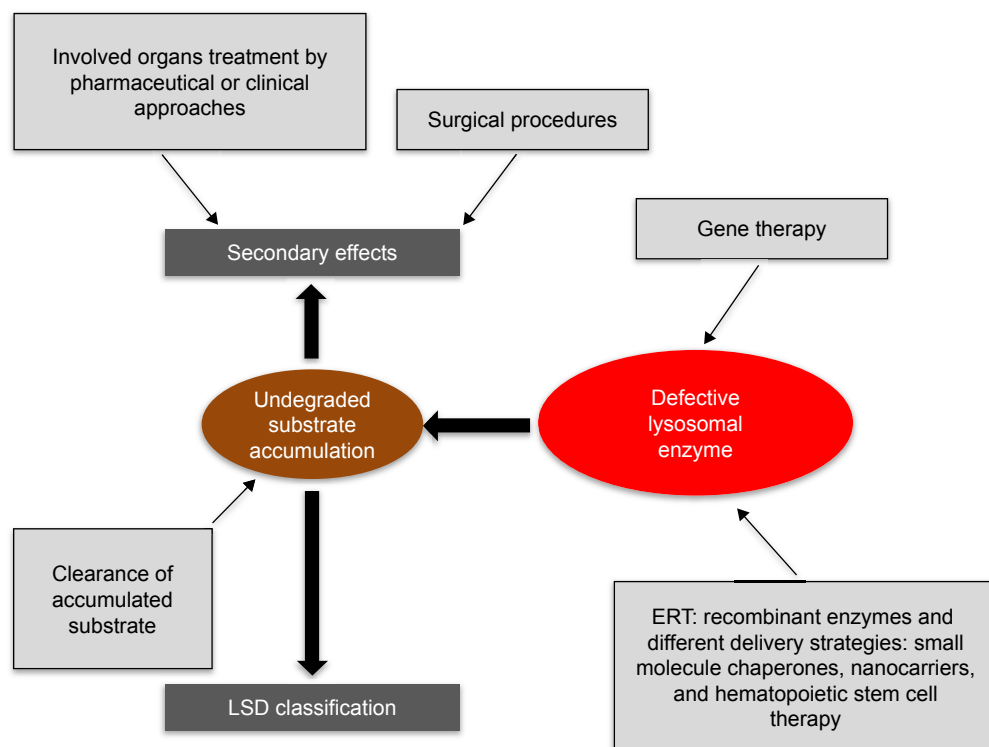 Involved organs treatment by
pharmaceutical or clinical
approaches
Surgical procedures
Gene therapy
Secondary effects
Undegraded
substrate
accumulation
Defective
lysosomal
enzyme
Clearance of
accumulated
substrate
ERT: recombinant enzymes and
different delivery strategies: small
molecule chaperones, nanocarriers,
and hematopoietic stem cell
therapy
LSD classification